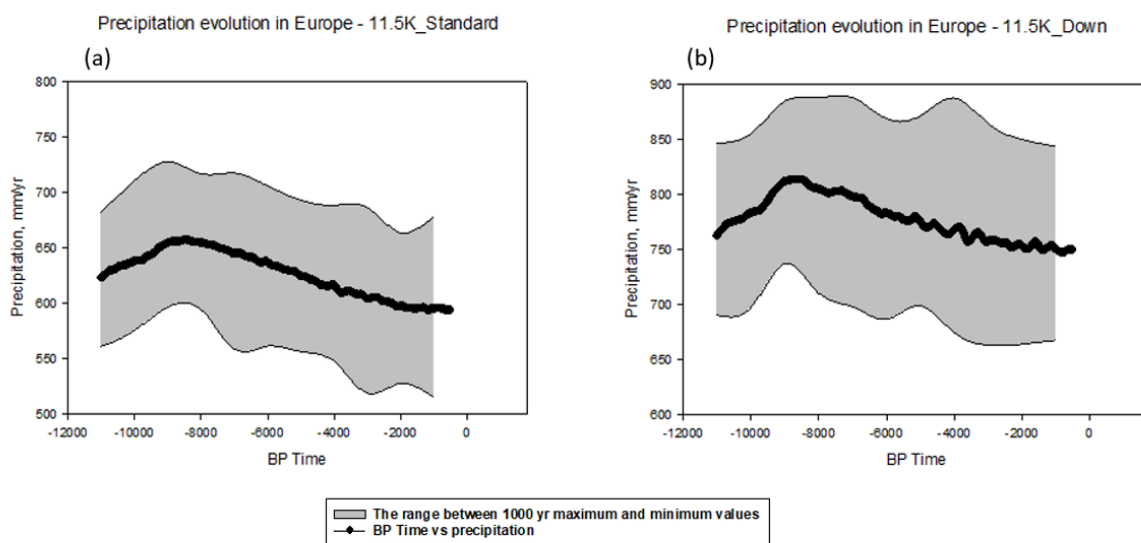 Precipitation evolution in Europe - 11.5K_Standard
(a)
800
750
700
650
600
550
500
Precipitation, mm/yr
-12000 -10000 -8000 -6000 -4000 -2000 0
BP Time
Precipitation evolution in Europe - 11.5K_Down
(b)
900
850
800
750
700
650
600
Precipitation, mm/yr
-12000 -10000 -8000 -6000 -4000 -2000 0
BP Time
The range between 1000 yr maximum and minimum values
BP Time vs precipitation